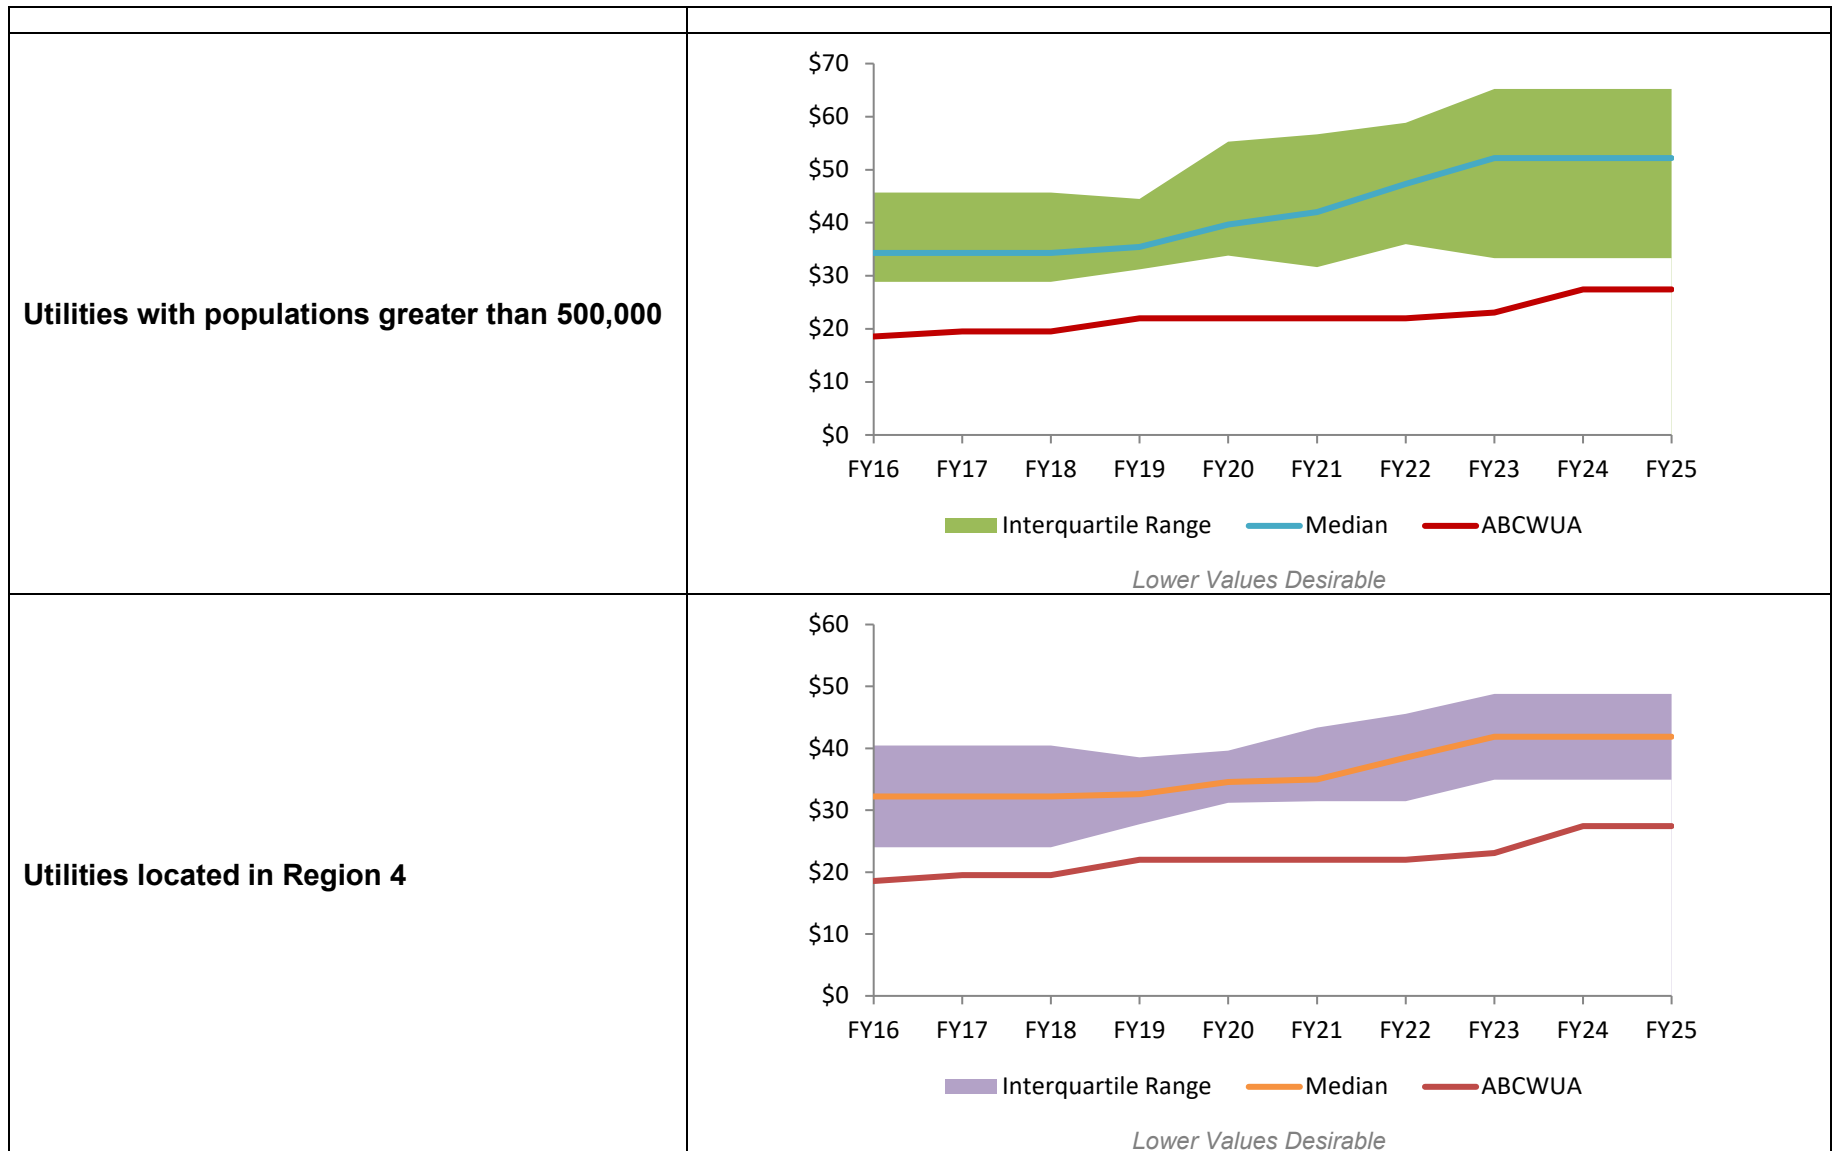 Utilities with populations greater than 500,000
$70
$60
$50
$40
$30
$20
$10
$0
FY16 FY17 FY18 FY19 FY20 FY21 FY22 FY23 FY24 FY25
Interquartile Range Median ABCWUA
Lower Values Desirable
Utilities located in Region 4
$60
$50
$40
$30
$20
$10
$0
FY16 FY17 FY18 FY19 FY20 FY21 FY22 FY23 FY24 FY25
Interquartile Range Median ABCWUA
Lower Values Desirable